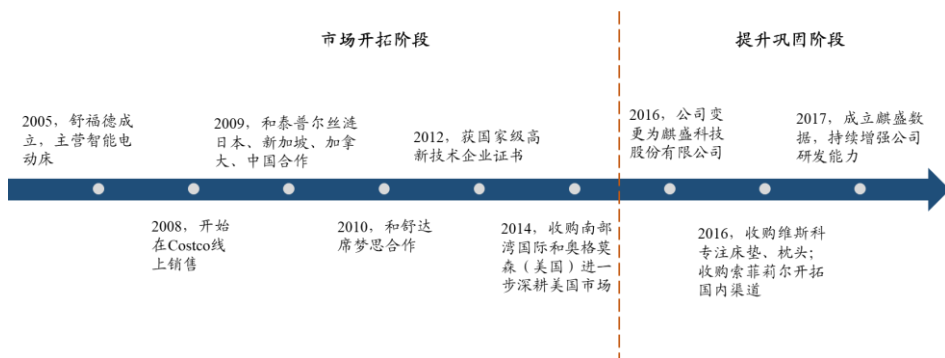 市场开拓阶段
提升巩固阶段
2005，舒福德成
立，主营智能电
动床
2009，和泰普尔丝涟
日本、新加坡、加拿
大、中国合作
2012，获国家级高
新技术企业证书
2016，公司变
更为麒盛科技
股份有限公司
2017，成立麒盛数
据，持续增强公司
研发能力
2008，开始
在Costco线
上销售
2010，和舒达
席梦思合作
2014，收购南部
湾国际和奥格莫
森（美国）进一
步深耕美国市场
2016，收购维斯科
专注床垫、枕头；
收购索菲莉尔开拓
国内渠道